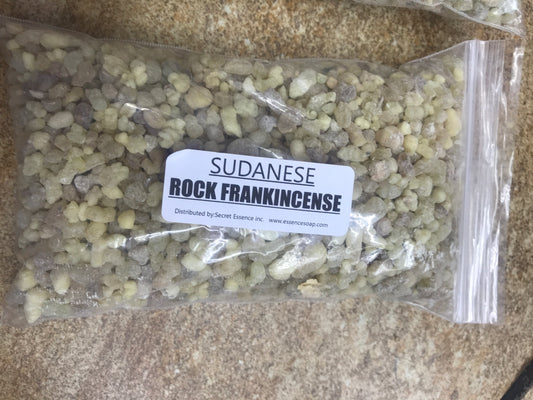 SUDANESE
ROCK FRANKINCENSE
Distributed by:Secret Essence inc. www.essencesoap.com